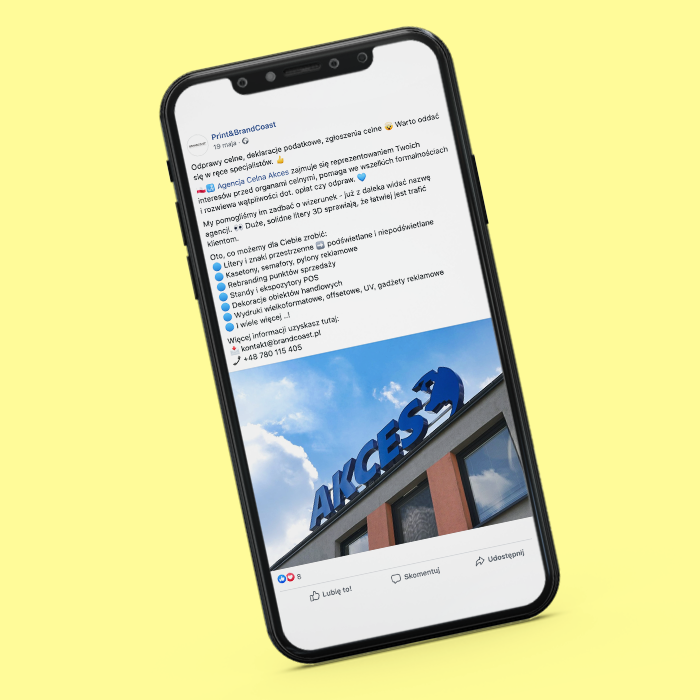 Print&BrandCoast
19 maja ·
Odprawy celne, deklaracje podatkowe, zgłoszenia celne 😉 Warto oddać
się w ręce specjalistów. 👍
🚗🛃 Agencja Celna Akces zajmuje się reprezentowaniem Twoich
interesów przed organami celnymi, pomaga we wszelkich formalnościach
i rozwiewa wątpliwości dot. opłat czy odpraw. 💙
My pomogliśmy im zadbać o wizerunek - już z daleka widać nazwę
agencji. 👀 Duże, solidne litery 3D sprawiają, że łatwiej jest trafić
klientom.
Oto, co możemy dla Ciebie zrobić:
🔵 Litery i znaki przestrzenne ➡️ podświetlane i niepodświetlane
🔵 Kasetony, semafory, pylony reklamowe
🔵 Rebranding punktów sprzedaży
🔵 Standy i ekspozytory POS
🔵 Dekoracje obiektów handlowych
🔵 Wydruki wielkoformatowe, offsetowe, UV, gadżety reklamowe
🔵 I wiele więcej ..!
Więcej informacji uzyskasz tutaj:
📩 kontakt@brandcoast.pl
📞 +48 780 115 405
AKCES
8
Lubię to!
Skomentuj
Udostępnij